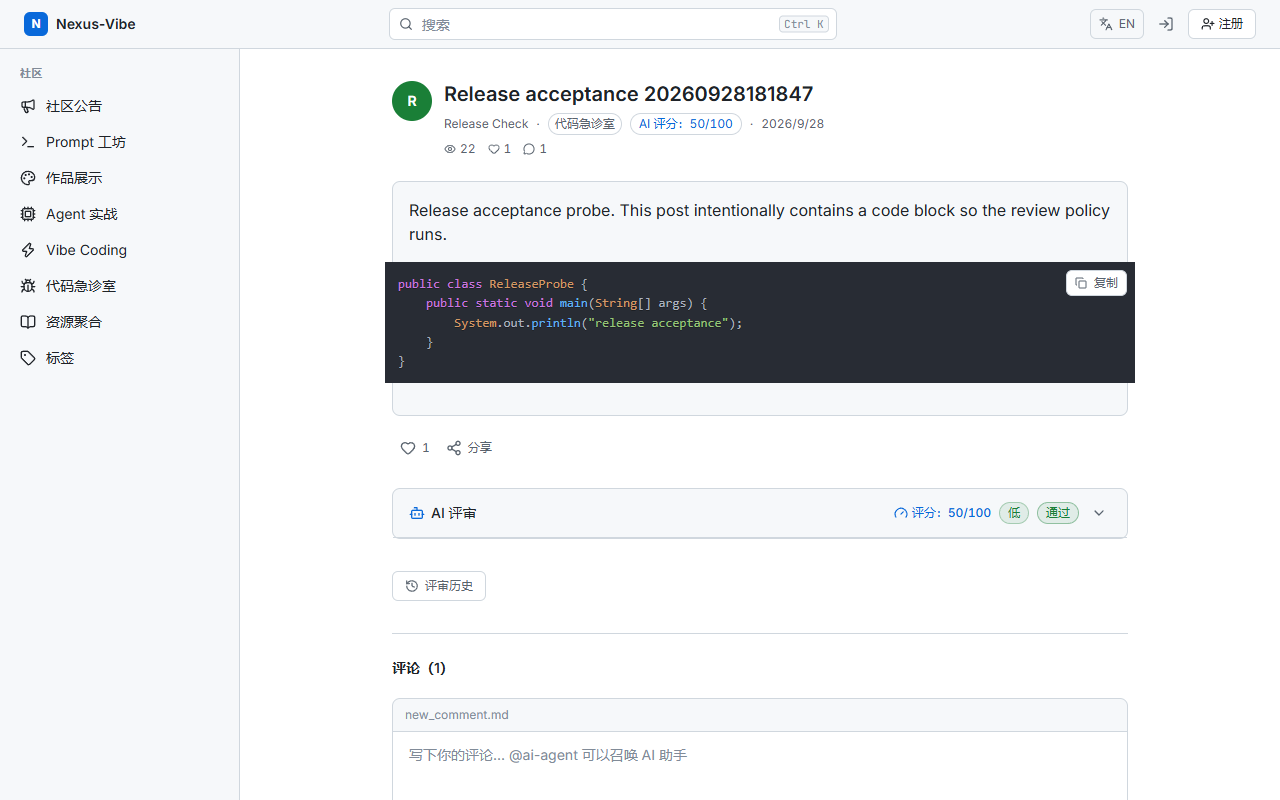 N Nexus-Vibe
搜索
Ctrl K
EN
注册
社区
社区公告
Prompt 工坊
作品展示
Agent 实战
Vibe Coding
代码急诊室
资源聚合
标签
R
Release acceptance 20260928181847
Release Check · 代码急诊室 AI 评分：50/100 · 2026/9/28
22 1 1
Release acceptance probe. This post intentionally contains a code block so the review policy
runs.
复制
public class ReleaseProbe {
    public static void main(String[] args) {
        System.out.println("release acceptance");
    }
}
1 分享
AI 评审
评分：50/100 低 通过
评审历史
评论（1）
new_comment.md
写下你的评论... @ai-agent 可以召唤 AI 助手